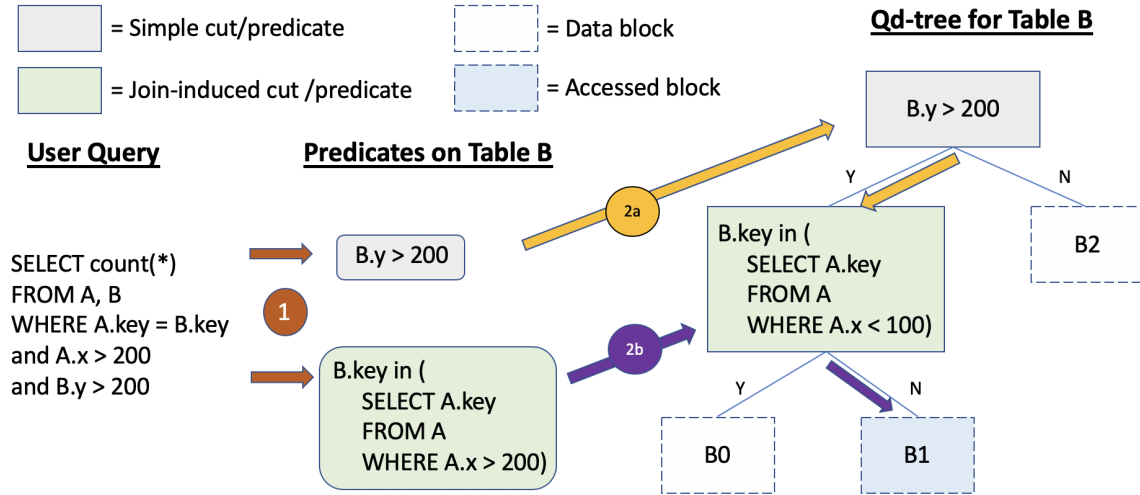 = Simple cut/predicate
= Data block
Qd-tree for Table B
= Join-induced cut /predicate
= Accessed block
User Query
Predicates on Table B
SELECT count(*)
FROM A, B
WHERE A.key = B.key
and A.x > 200
and B.y > 200
1
B.y > 200
B.key in (
SELECT A.key
FROM A
WHERE A.x > 200)
2a
2b
B.y > 200
Y
N
B.key in (
SELECT A.key
FROM A
WHERE A.x < 100)
B2
Y
N
B0
B1